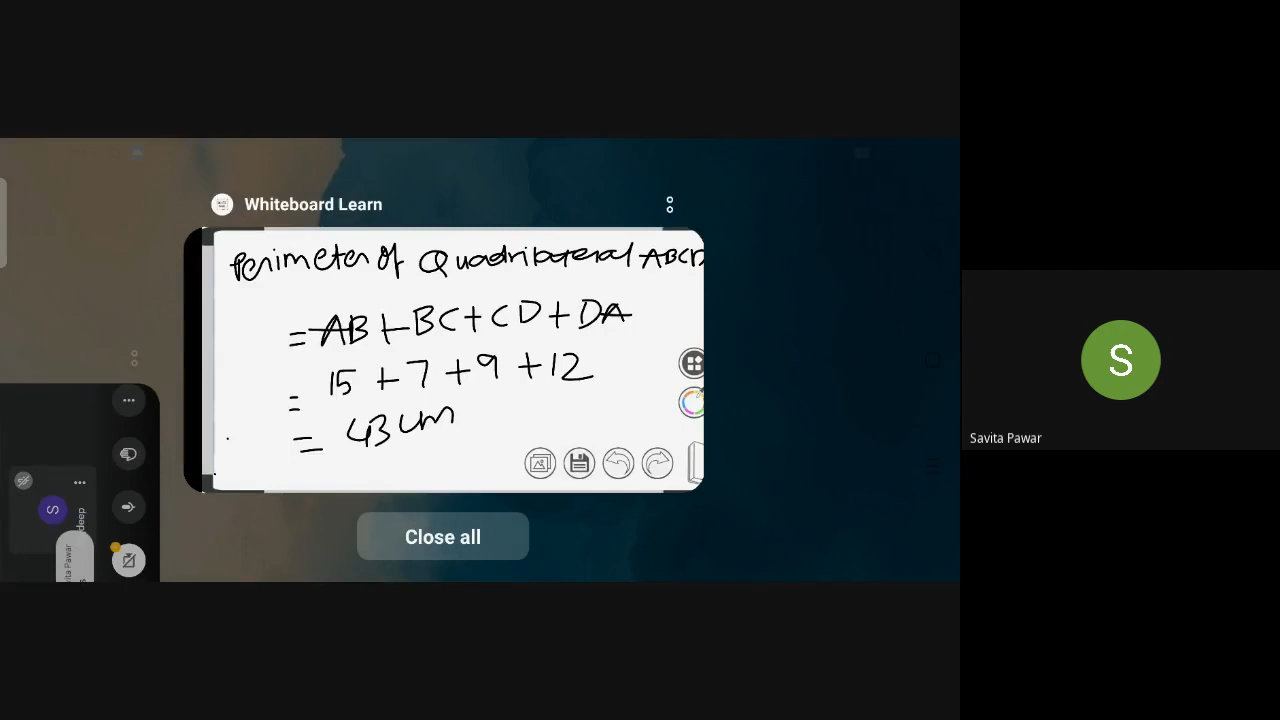 Whiteboard Learn
Perimeter of Quadrilateral ABCD
= AB + BC + CD + DA
= 15 + 7 + 9 + 12
= 43 cm
Close all
S
deep
S
Savita Pawar